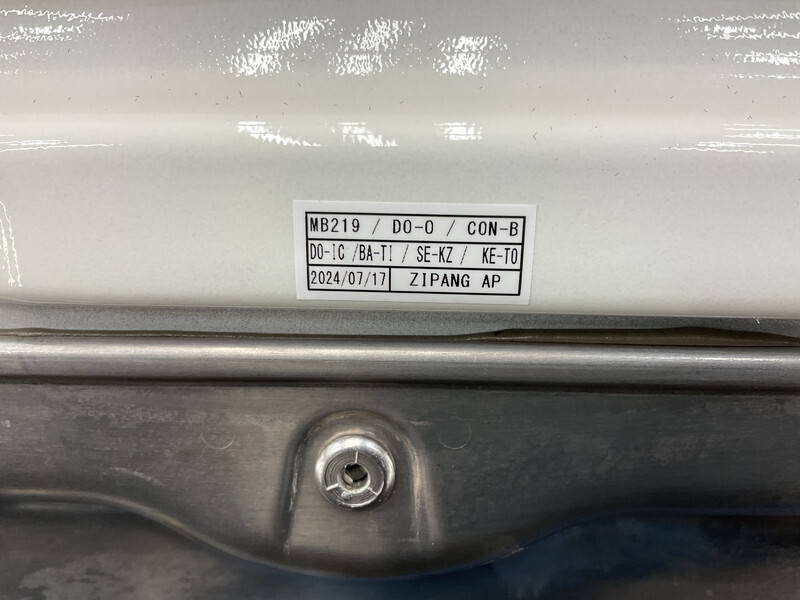 MB219 / DO-O / CON-B
DO-IC /BA-TI / SE-KZ / KE-TO
2024/07/17 ZIPANG AP